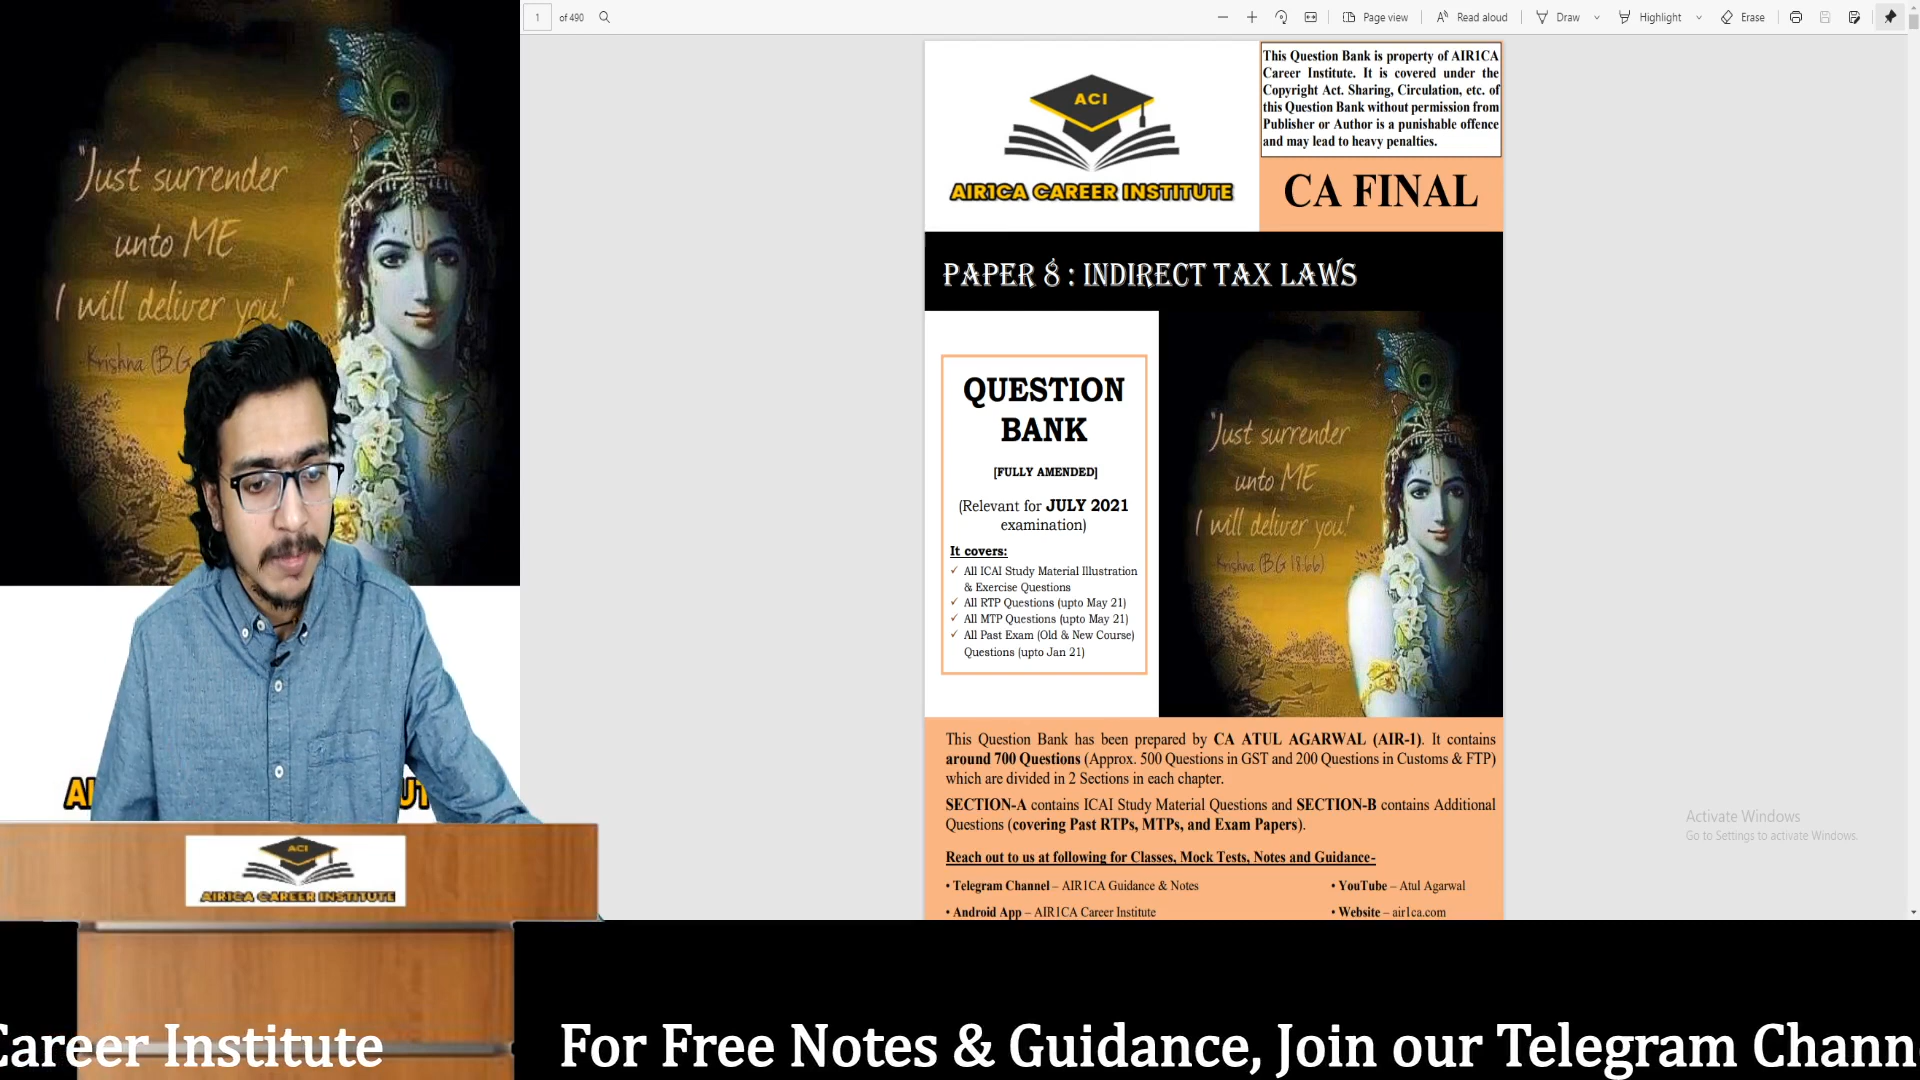 "Just surrender
unto ME
I will deliver you!"
Krishna (B.G.
ACI
AIR1CA CAREER INSTITUTE
1 of 490
Page view
Read aloud
Draw
Highlight
Erase
ACI
AIR1CA CAREER INSTITUTE
This Question Bank is property of AIR1CA
Career Institute. It is covered under the
Copyright Act. Sharing, Circulation, etc. of
this Question Bank without permission from
Publisher or Author is a punishable offence
and may lead to heavy penalties.
CA FINAL
PAPER 8 : INDIRECT TAX LAWS
QUESTION
BANK
[FULLY AMENDED]
(Relevant for JULY 2021
examination)
It covers:
✓ All ICAI Study Material Illustration
& Exercise Questions
✓ All RTP Questions (upto May 21)
✓ All MTP Questions (upto May 21)
✓ All Past Exam (Old & New Course)
Questions (upto Jan 21)
"Just surrender
unto ME
I will deliver you!"
Krishna (B.G. 18.66)
This Question Bank has been prepared by CA ATUL AGARWAL (AIR-1). It contains
around 700 Questions (Approx. 500 Questions in GST and 200 Questions in Customs & FTP)
which are divided in 2 Sections in each chapter.
SECTION-A contains ICAI Study Material Questions and SECTION-B contains Additional
Questions (covering Past RTPs, MTPs, and Exam Papers).
Reach out to us at following for Classes, Mock Tests, Notes and Guidance-
• Telegram Channel – AIR1CA Guidance & Notes
• YouTube – Atul Agarwal
• Android App – AIR1CA Career Institute
• Website – air1ca.com
Activate Windows
Go to Settings to activate Windows.
Career Institute
For Free Notes & Guidance, Join our Telegram Chann